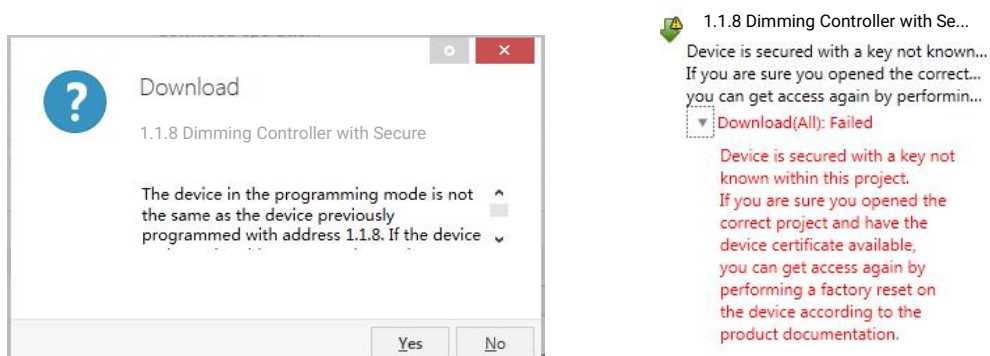 Download
1.1.8 Dimming Controller with Secure
The device in the programming mode is not
the same as the device previously
programmed with address 1.1.8. If the device
Yes
No
1.1.8 Dimming Controller with Se...
Device is secured with a key not known...
If you are sure you opened the correct...
you can get access again by performin...
Download(All): Failed
Device is secured with a key not
known within this project.
If you are sure you opened the
correct project and have the
device certificate available,
you can get access again by
performing a factory reset on
the device according to the
product documentation.